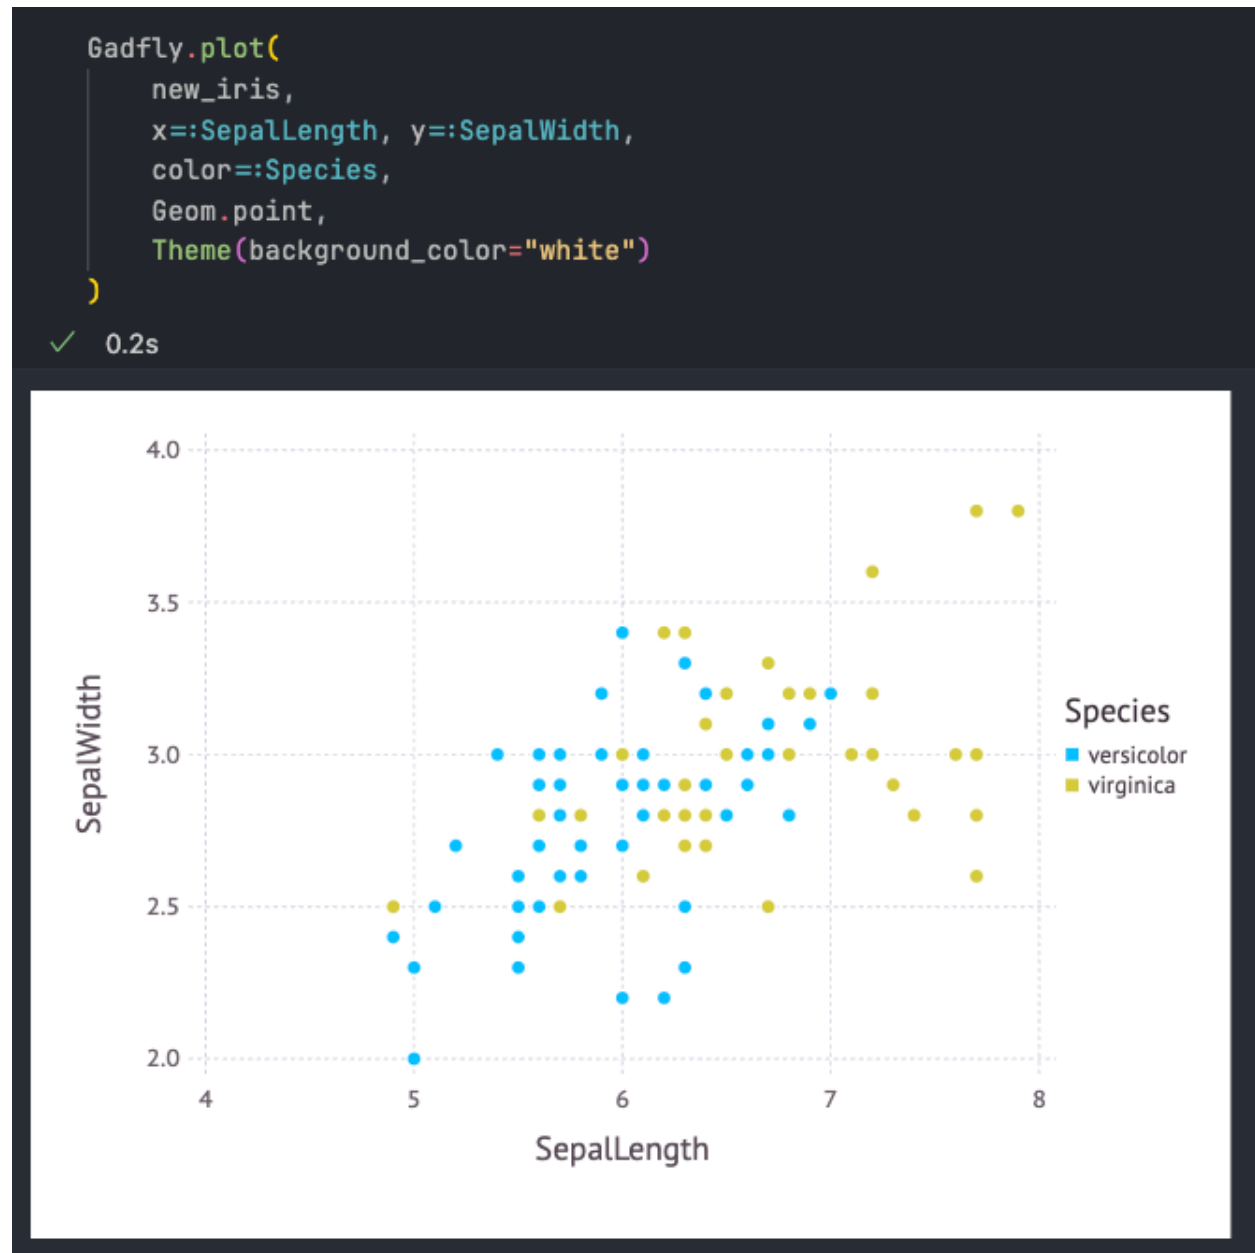 Gadfly.plot(
    new_iris,
    x=:SepalLength, y=:SepalWidth,
    color=:Species,
    Geom.point,
    Theme(background_color="white")
)
✓ 0.2s
4.0
3.5
3.0
2.5
2.0
SepalWidth
4 5 6 7 8
SepalLength
Species
versicolor
virginica